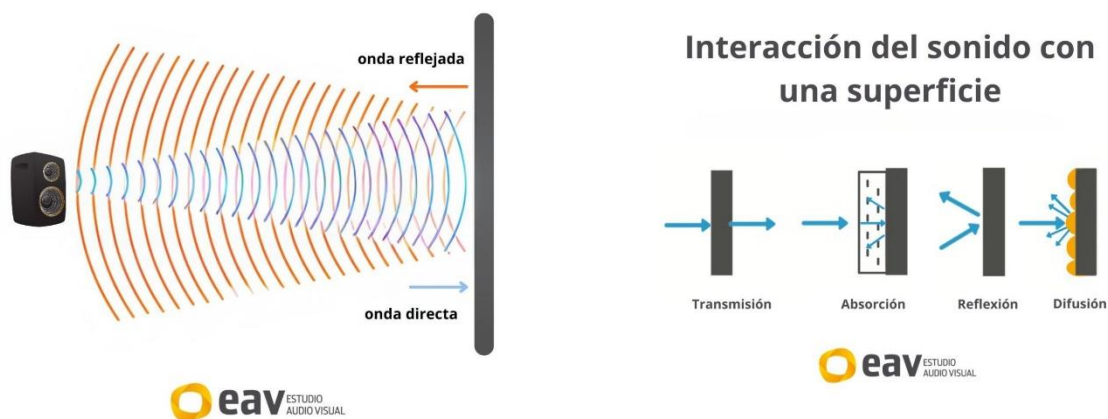 onda reflejada
onda directa
eav ESTUDIO
AUDIO VISUAL
Interacción del sonido con
una superficie
Transmisión
Absorción
Reflexión
Difusión
eav ESTUDIO
AUDIO VISUAL